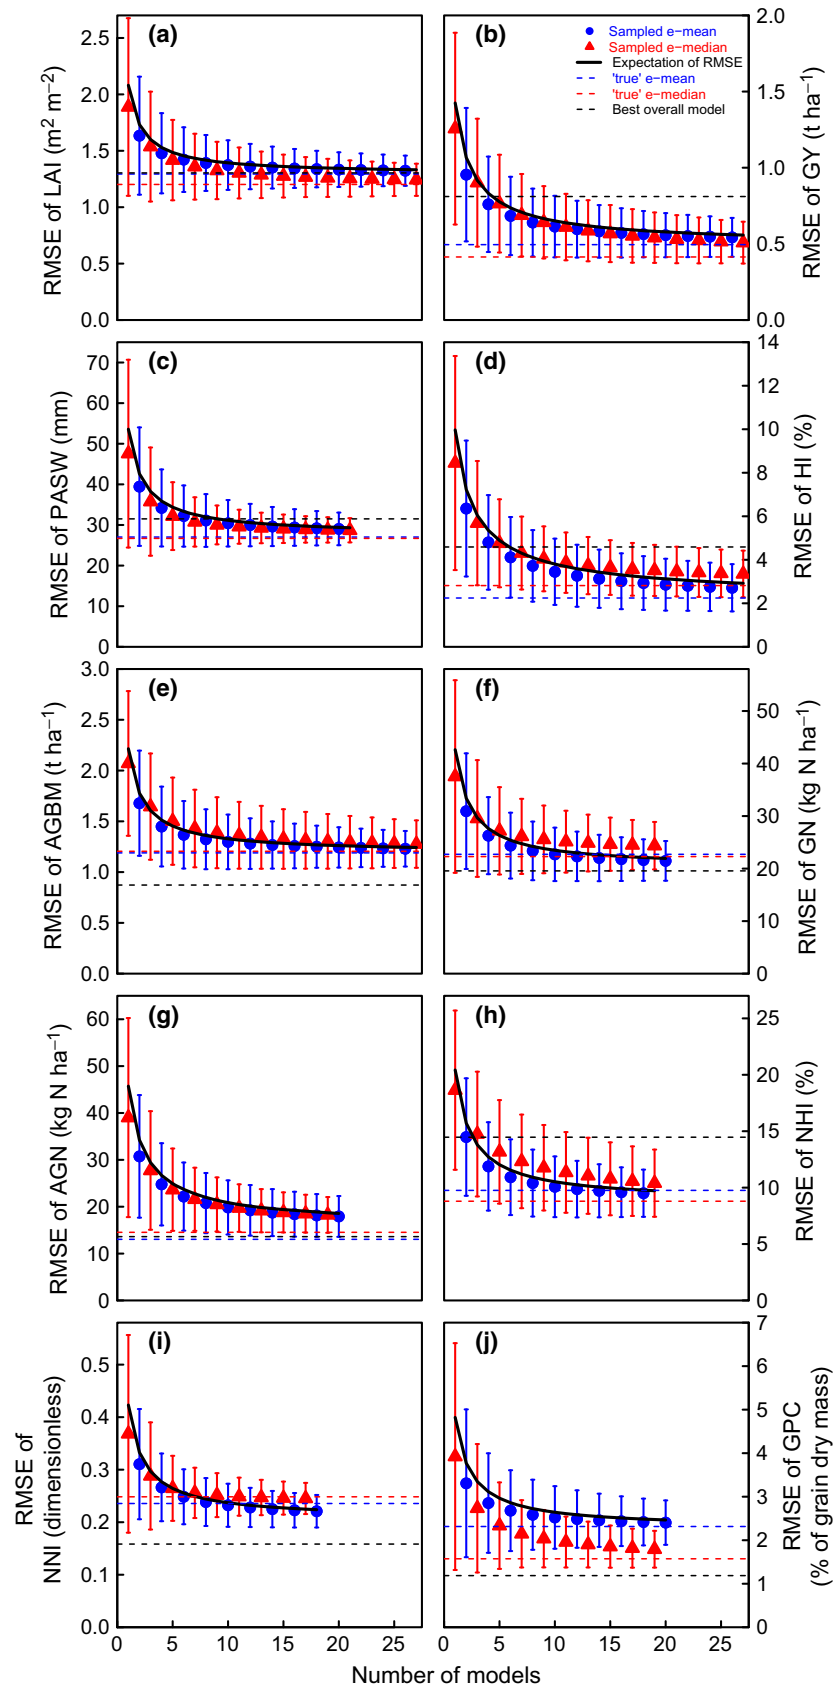 (a)
RMSE of LAI (m² m⁻²)
2.5
2.0
1.5
1.0
0.5
0.0
(b)
Sampled e−mean
Sampled e−median
Expectation of RMSE
'true' e−mean
'true' e−median
Best overall model
RMSE of GY (t ha⁻¹)
2.0
1.5
1.0
0.5
0.0
(c)
RMSE of PASW (mm)
70
60
50
40
30
20
10
0
(d)
RMSE of HI (%)
14
12
10
8
6
4
2
0
(e)
RMSE of AGBM (t ha⁻¹)
3.0
2.5
2.0
1.5
1.0
0.5
0.0
(f)
RMSE of GN (kg N ha⁻¹)
50
40
30
20
10
0
(g)
RMSE of AGN (kg N ha⁻¹)
60
50
40
30
20
10
0
(h)
RMSE of NHI (%)
25
20
15
10
5
0
(i)
RMSE of
NNI (dimensionless)
0.5
0.4
0.3
0.2
0.1
0.0
(j)
RMSE of GPC
(% of grain dry mass)
7
6
5
4
3
2
1
0
0 5 10 15 20 25
0 5 10 15 20 25
Number of models